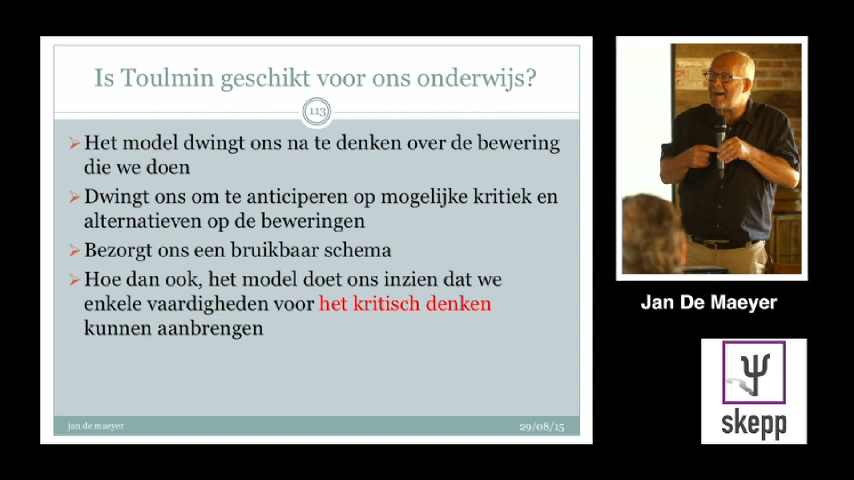 Is Toulmin geschikt voor ons onderwijs?
113
Het model dwingt ons na te denken over de bewering
die we doen
Dwingt ons om te anticiperen op mogelijke kritiek en
alternatieven op de beweringen
Bezorgt ons een bruikbaar schema
Hoe dan ook, het model doet ons inzien dat we
enkele vaardigheden voor het kritisch denken
kunnen aanbrengen
jan de maeyer
29/08/15
Jan De Maeyer
skepp